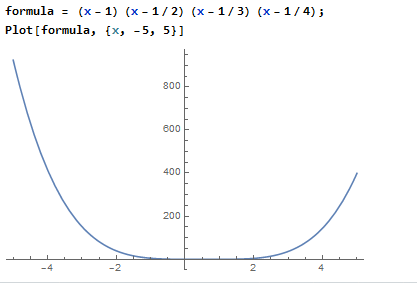 formula = (x - 1) (x - 1 / 2) (x - 1 / 3) (x - 1 / 4) ;
Plot[formula, {x, -5, 5}]
800
600
400
200
-4 -2 2 4